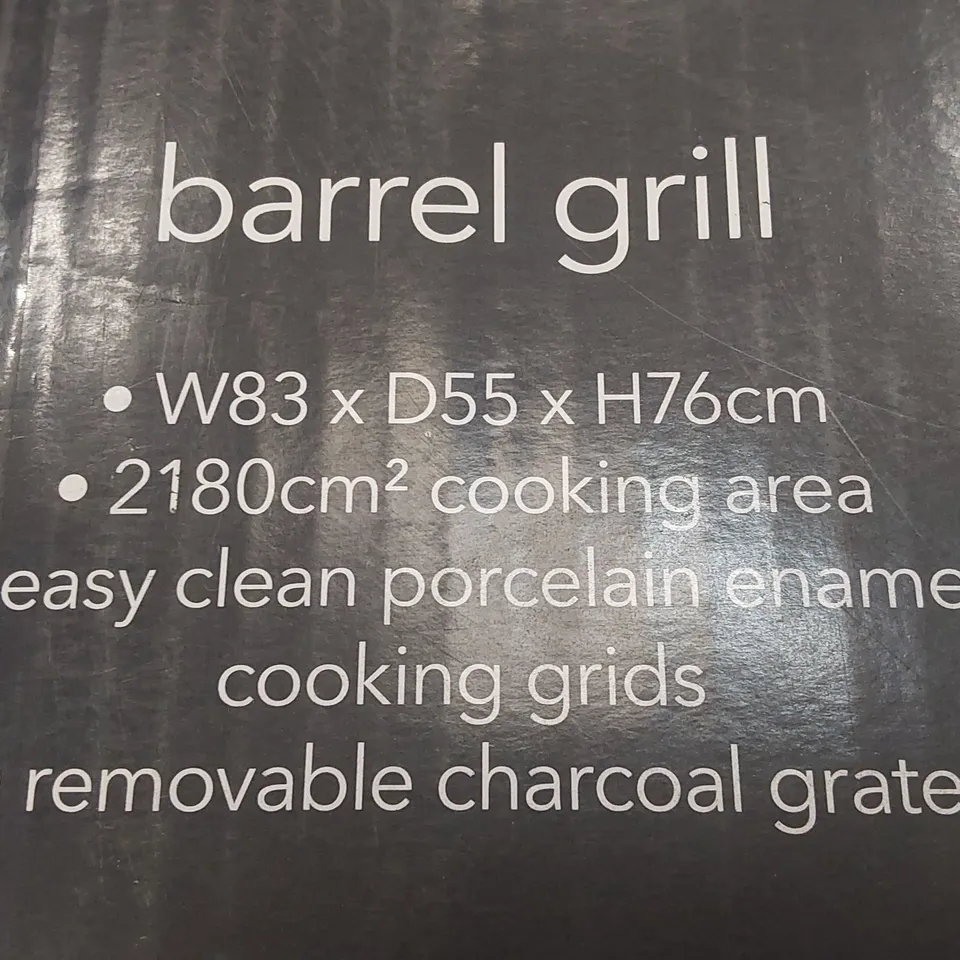 barrel grill
• W83 x D55 x H76cm
• 2180cm² cooking area
easy clean porcelain ename
cooking grids
removable charcoal grate